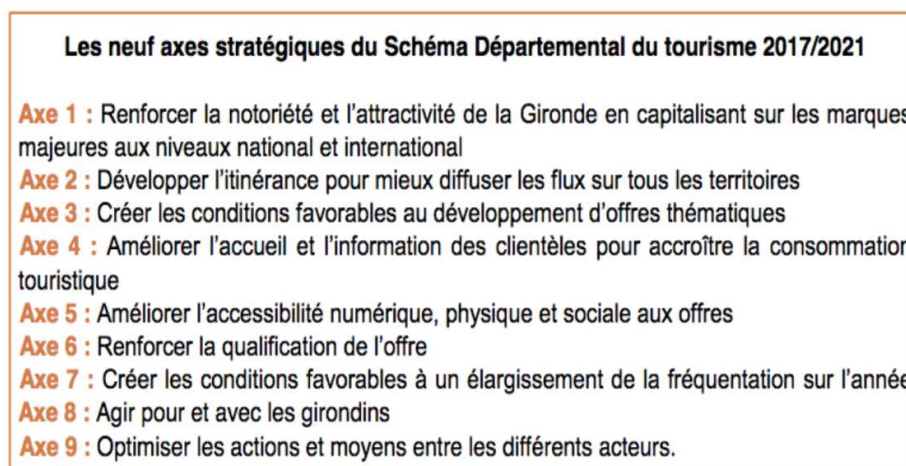 Les neuf axes stratégiques du Schéma Départemental du tourisme 2017/2021
Axe 1 : Renforcer la notoriété et l'attractivité de la Gironde en capitalisant sur les marques
majeures aux niveaux national et international
Axe 2 : Développer l'itinérance pour mieux diffuser les flux sur tous les territoires
Axe 3 : Créer les conditions favorables au développement d'offres thématiques
Axe 4 : Améliorer l'accueil et l'information des clientèles pour accroître la consommation
touristique
Axe 5 : Améliorer l'accessibilité numérique, physique et sociale aux offres
Axe 6 : Renforcer la qualification de l'offre
Axe 7 : Créer les conditions favorables à un élargissement de la fréquentation sur l'année
Axe 8 : Agir pour et avec les girondins
Axe 9 : Optimiser les actions et moyens entre les différents acteurs.